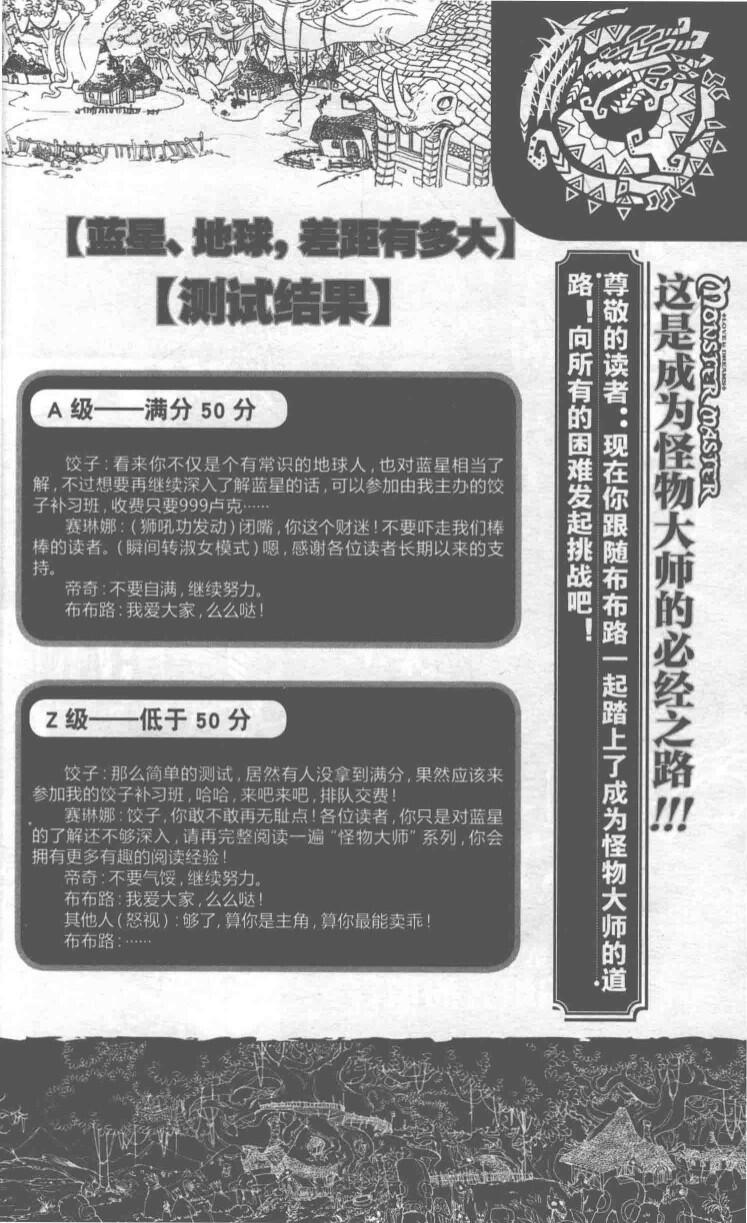 【蓝星、地球，差距有多大】
【测试结果】
A 级——满分 50 分
饺子：看来你不仅是个有常识的地球人，也对蓝星相当了
解，不过想要再继续深入了解蓝星的话，可以参加由我主办的饺
子补习班，收费只要999卢克……
赛琳娜：（狮吼功发动）闭嘴，你这个财迷！不要吓走我们棒
棒的读者。（瞬间转淑女模式）嗯，感谢各位读者长期以来的支
持。
帝奇：不要自满，继续努力。
布布路：我爱大家，么么哒！
Z 级——低于 50 分
饺子：那么简单的测试，居然有人没拿到满分，果然应该来
参加我的饺子补习班，哈哈，来吧来吧，排队交费！
赛琳娜：饺子，你敢不敢再无耻点！各位读者，你只是对蓝星
的了解还不够深入，请再完整阅读一遍“怪物大师”系列，你会
拥有更多有趣的阅读经验！
帝奇：不要气馁，继续努力。
布布路：我爱大家，么么哒！
其他人（怒视）：够了，算你是主角，算你最能卖乖！
布布路：……
MONSTER MASTER
这是成为怪物大师的必经之路！！！
尊敬的读者：现在你跟随布布路一起踏上了成为怪物大师的道
路！向所有的困难发起挑战吧！